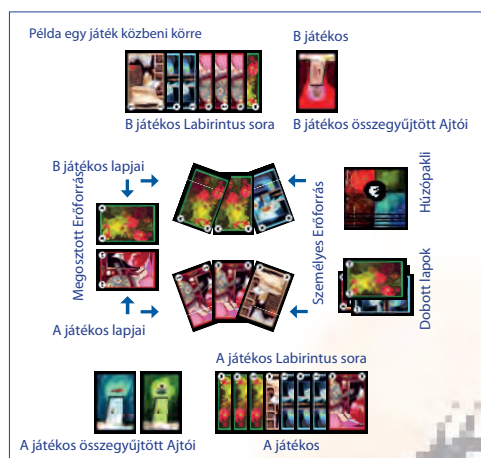 Példa egy játék közbeni körre
B játékos
B játékos Labirintus sora
B játékos összegyűjtött Ajtói
B játékos lapjai
Megosztott Erőforrás
Személyes Erőforrás
Húzópakli
A játékos lapjai
Dobott lapok
A játékos Labirintus sora
A játékos összegyűjtött Ajtói
A játékos